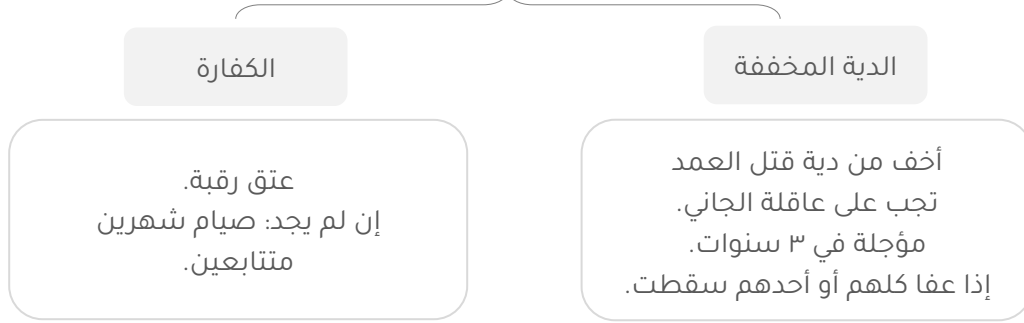 الدية المخففة
أخف من دية قتل العمد
تجب على عاقلة الجاني.
مؤجلة في ٣ سنوات.
إذا عفا كلهم أو أحدهم سقطت.
الكفارة
عتق رقبة.
إن لم يجد: صيام شهرين
متتابعين.